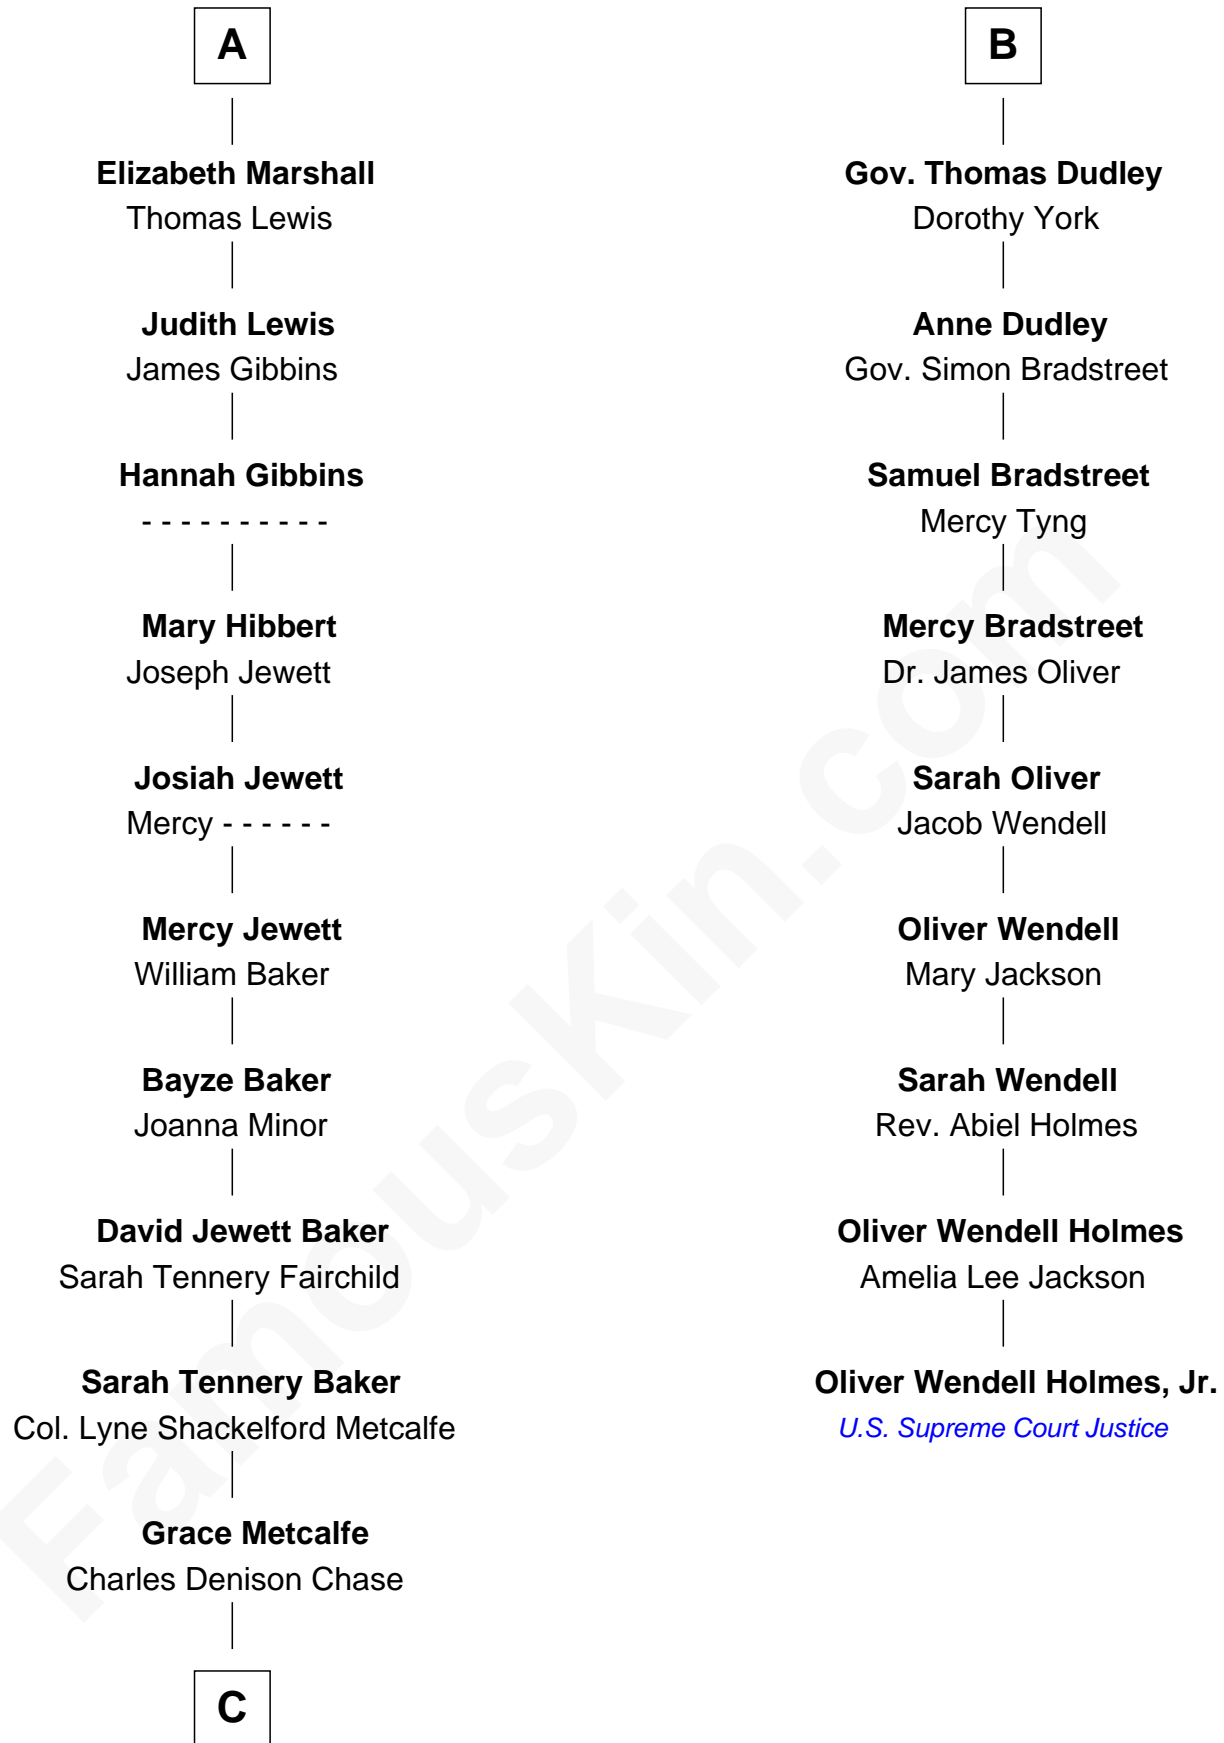 A
Elizabeth Marshall
Thomas Lewis
Judith Lewis
James Gibbins
Hannah Gibbins
- - - - - - - - - -
Mary Hibbert
Joseph Jewett
Josiah Jewett
Mercy - - - - - -
Mercy Jewett
William Baker
Bayze Baker
Joanna Minor
David Jewett Baker
Sarah Tennery Fairchild
Sarah Tennery Baker
Col. Lyne Shackelford Metcalfe
Grace Metcalfe
Charles Denison Chase
C
B
Gov. Thomas Dudley
Dorothy York
Anne Dudley
Gov. Simon Bradstreet
Samuel Bradstreet
Mercy Tyng
Mercy Bradstreet
Dr. James Oliver
Sarah Oliver
Jacob Wendell
Oliver Wendell
Mary Jackson
Sarah Wendell
Rev. Abiel Holmes
Oliver Wendell Holmes
Amelia Lee Jackson
Oliver Wendell Holmes, Jr.
U.S. Supreme Court Justice
FamousKin.com